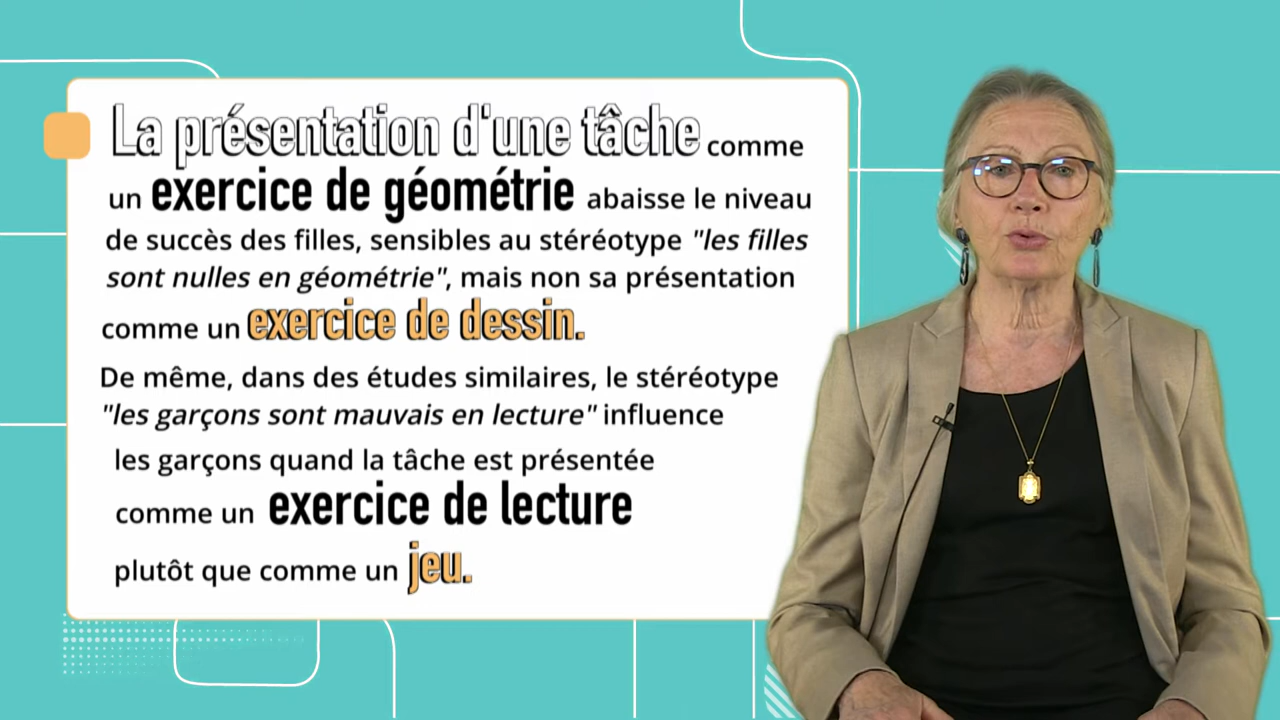 La présentation d'une tâche comme
un exercice de géométrie abaisse le niveau
de succès des filles, sensibles au stéréotype "les filles
sont nulles en géométrie", mais non sa présentation
comme un exercice de dessin.
De même, dans des études similaires, le stéréotype
"les garçons sont mauvais en lecture" influence
les garçons quand la tâche est présentée
comme un exercice de lecture
plutôt que comme un jeu.